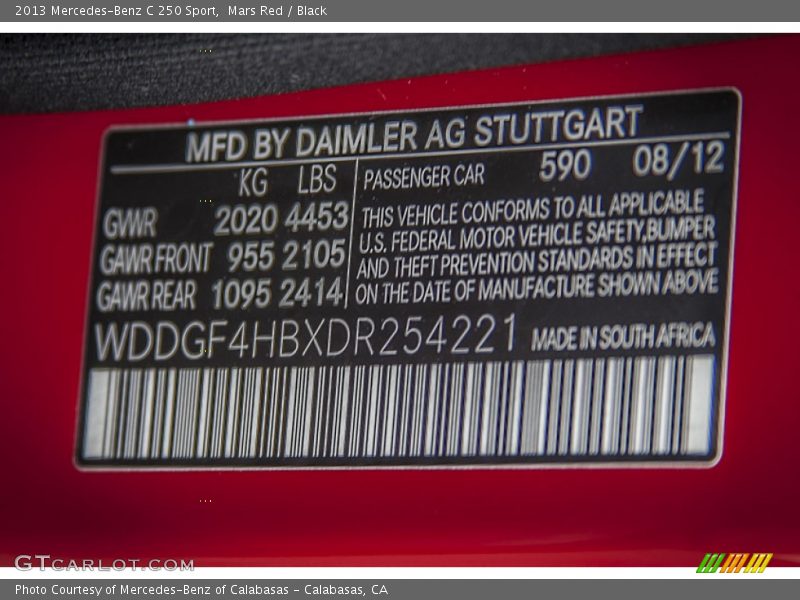 2013 Mercedes-Benz C 250 Sport, Mars Red / Black
MFD BY DAIMLER AG STUTTGART
KG LBS PASSENGER CAR 590 08/12
GWR 2020 4453
GAWR FRONT 955 2105
GAWR REAR 1095 2414
THIS VEHICLE CONFORMS TO ALL APPLICABLE
U.S. FEDERAL MOTOR VEHICLE SAFETY, BUMPER
AND THEFT PREVENTION STANDARDS IN EFFECT
ON THE DATE OF MANUFACTURE SHOWN ABOVE
WDDGF4HBXDR254221 MADE IN SOUTH AFRICA
GTcarlot.com
Photo Courtesy of Mercedes-Benz of Calabasas - Calabasas, CA